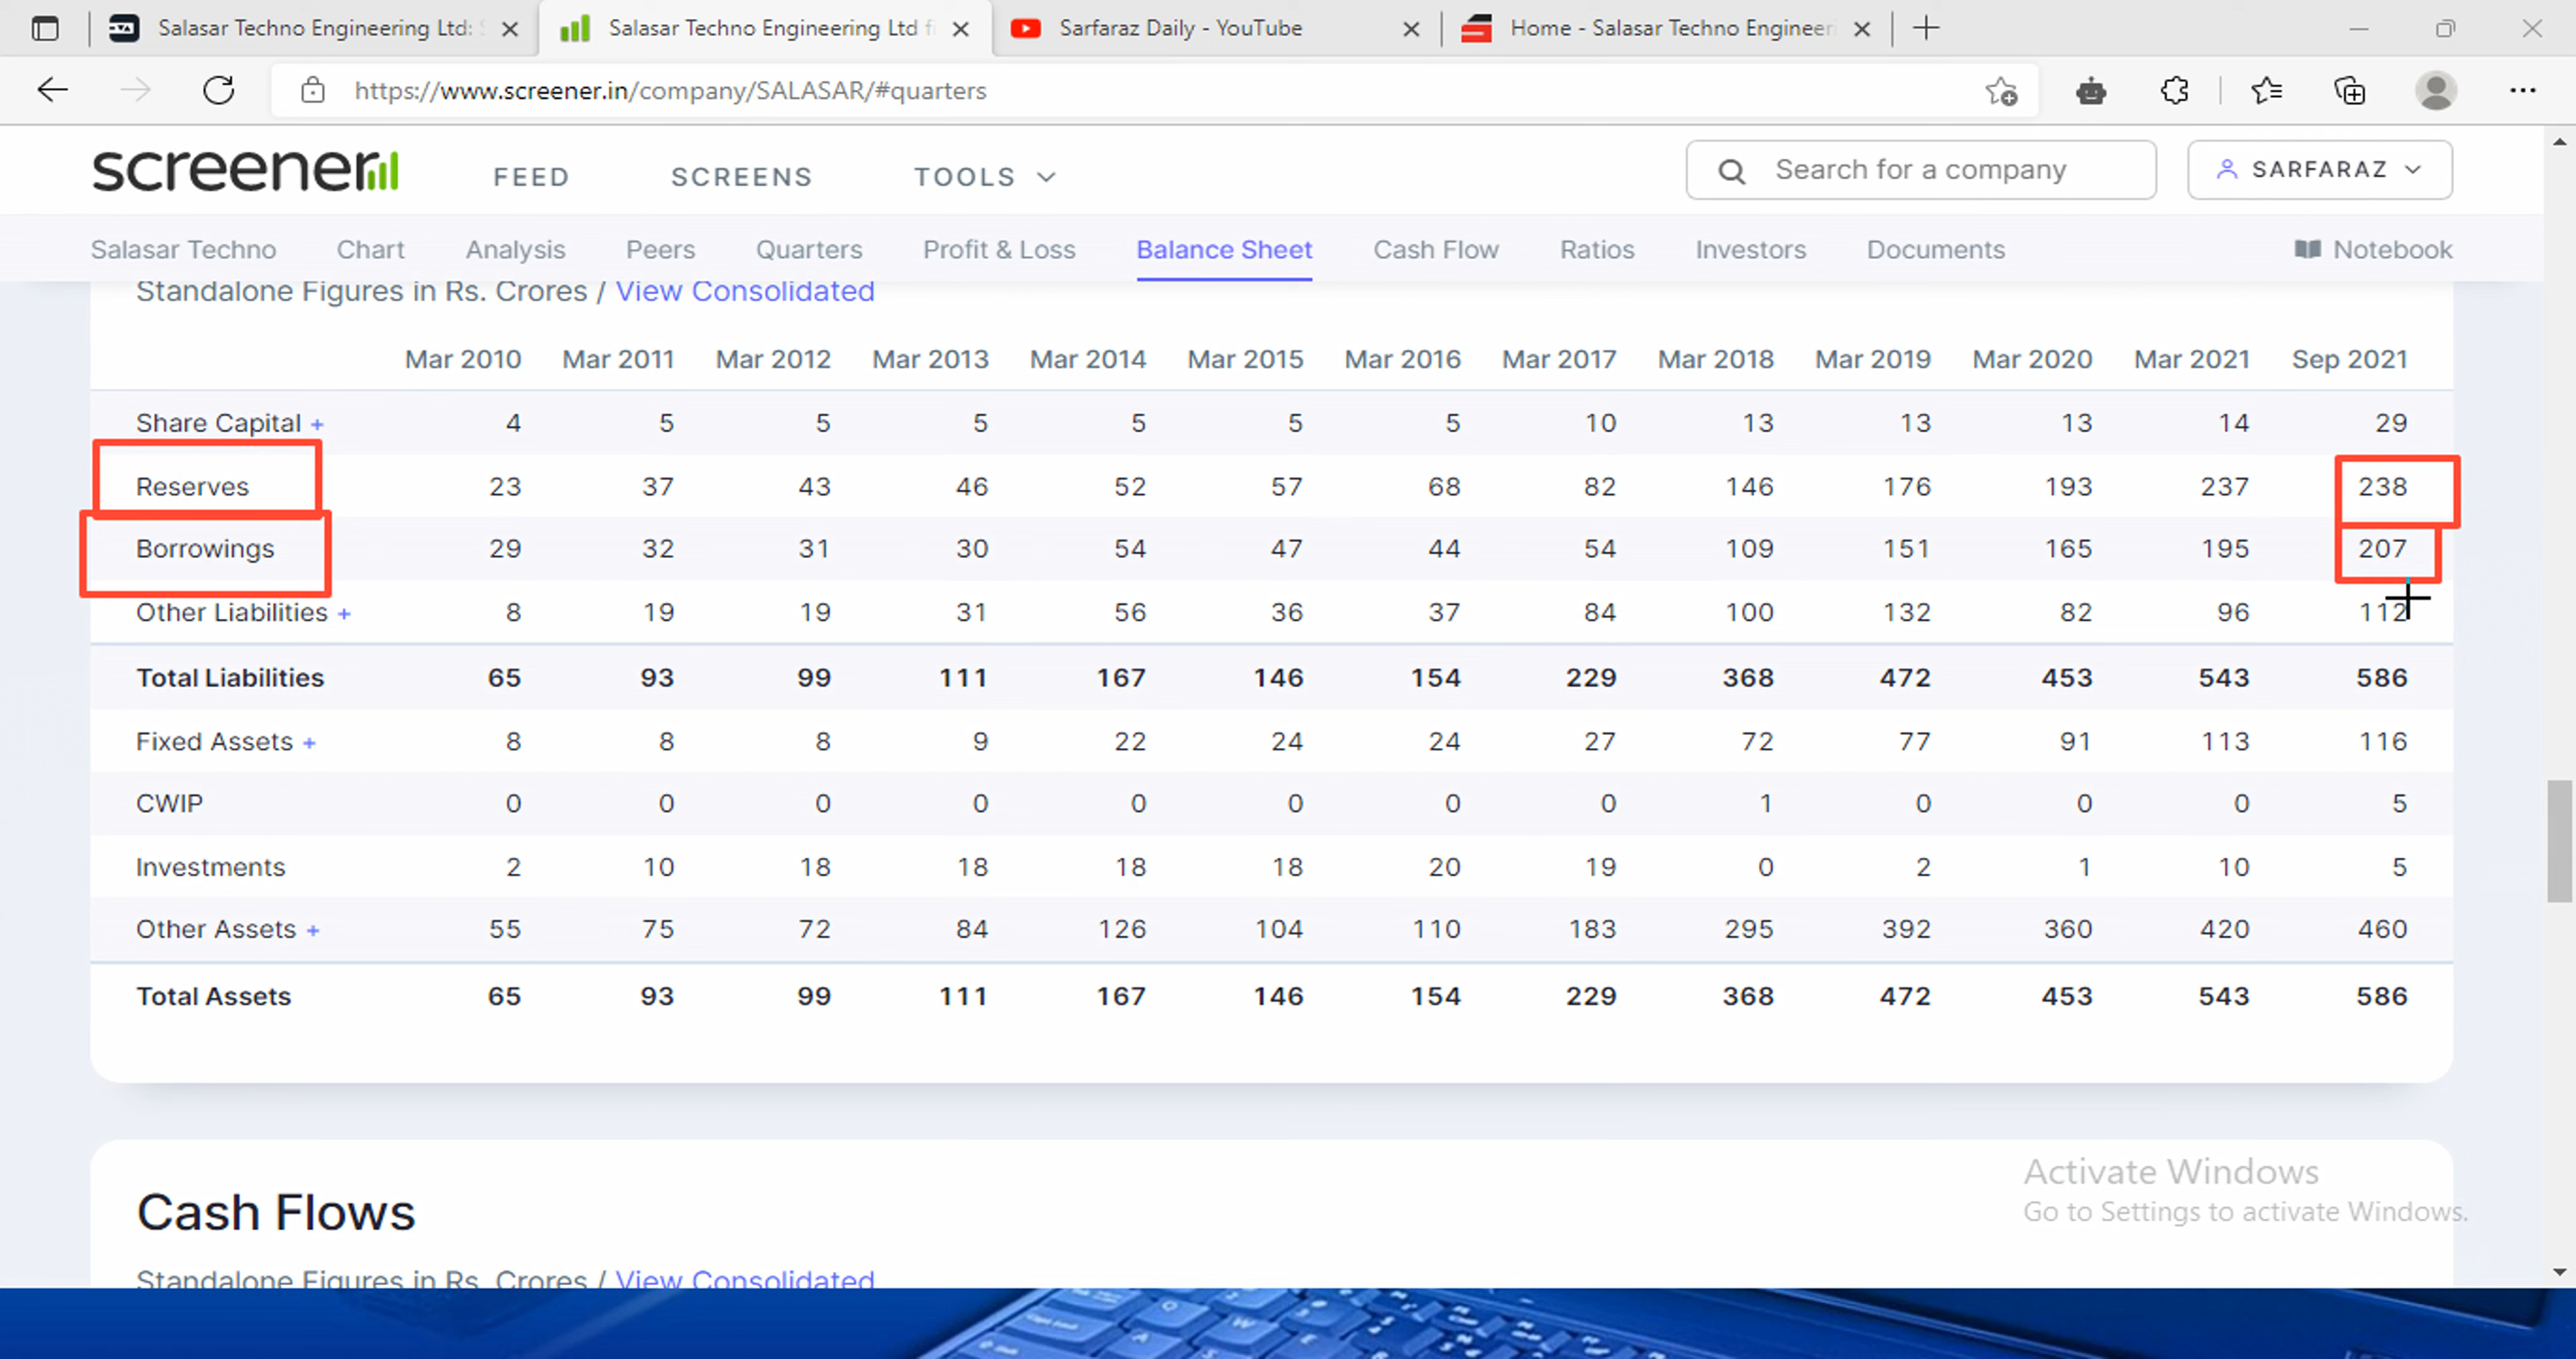 Salasar Techno Engineering Ltd: S
Salasar Techno Engineering Ltd fi
Sarfaraz Daily - YouTube
Home - Salasar Techno Engineeri
https://www.screener.in/company/SALASAR/#quarters
screener
FEED
SCREENS
TOOLS
Search for a company
SARFARAZ
Salasar Techno
Chart
Analysis
Peers
Quarters
Profit & Loss
Balance Sheet
Cash Flow
Ratios
Investors
Documents
Notebook
Standalone Figures in Rs. Crores / View Consolidated
Mar 2010 Mar 2011 Mar 2012 Mar 2013 Mar 2014 Mar 2015 Mar 2016 Mar 2017 Mar 2018 Mar 2019 Mar 2020 Mar 2021 Sep 2021
Share Capital + 4 5 5 5 5 5 5 10 13 13 13 14 29
Reserves 23 37 43 46 52 57 68 82 146 176 193 237 238
Borrowings 29 32 31 30 54 47 44 54 109 151 165 195 207
Other Liabilities + 8 19 19 31 56 36 37 84 100 132 82 96 112
Total Liabilities 65 93 99 111 167 146 154 229 368 472 453 543 586
Fixed Assets + 8 8 8 9 22 24 24 27 72 77 91 113 116
CWIP 0 0 0 0 0 0 0 0 1 0 0 0 5
Investments 2 10 18 18 18 18 20 19 0 2 1 10 5
Other Assets + 55 75 72 84 126 104 110 183 295 392 360 420 460
Total Assets 65 93 99 111 167 146 154 229 368 472 453 543 586
Cash Flows
Activate Windows
Go to Settings to activate Windows.
Standalone Figures in Rs. Crores / View Consolidated